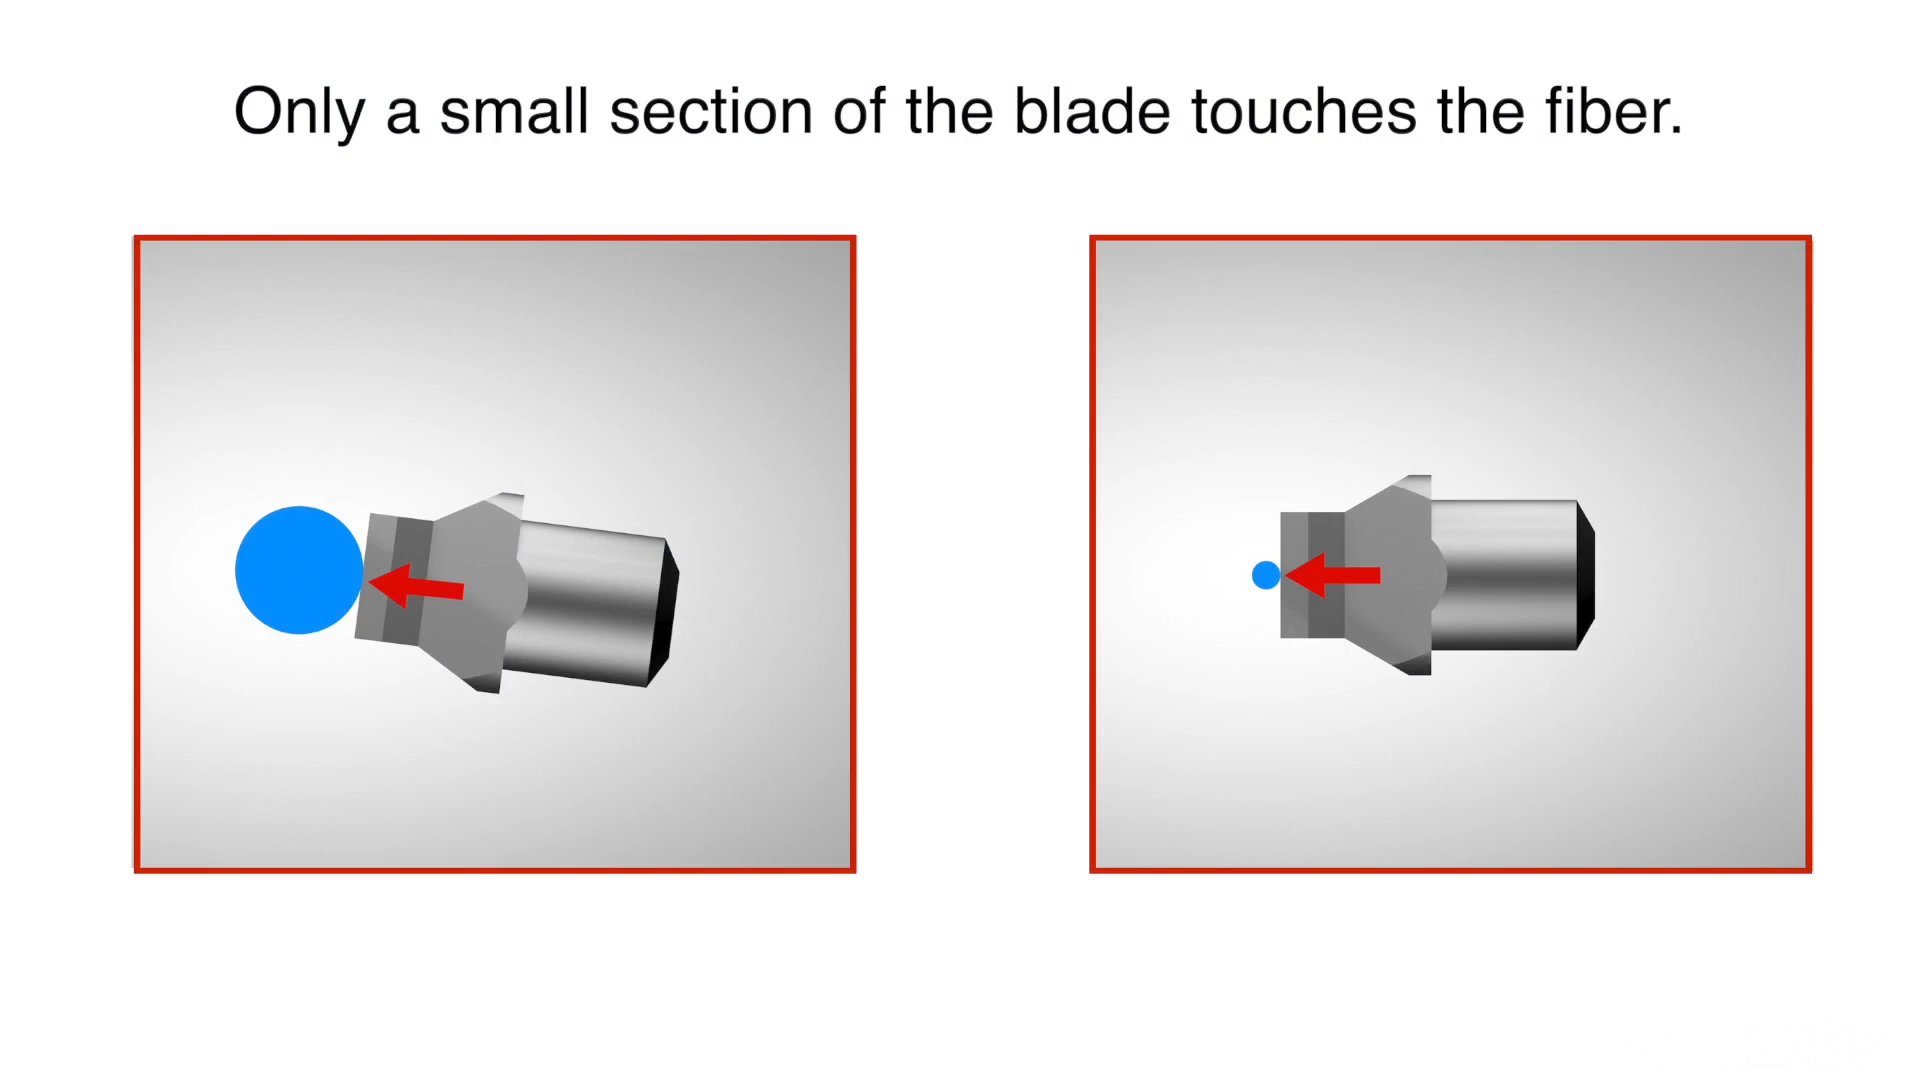 Only a small section of the blade touches the fiber.